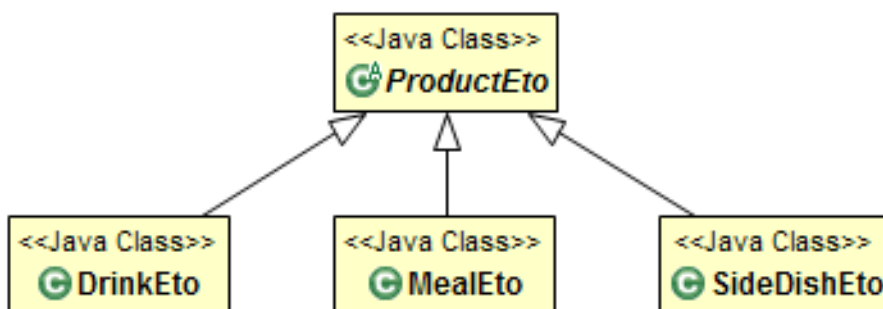 <<Java Class>>
ProductEto
<<Java Class>>
DrinkEto
<<Java Class>>
MealEto
<<Java Class>>
SideDishEto